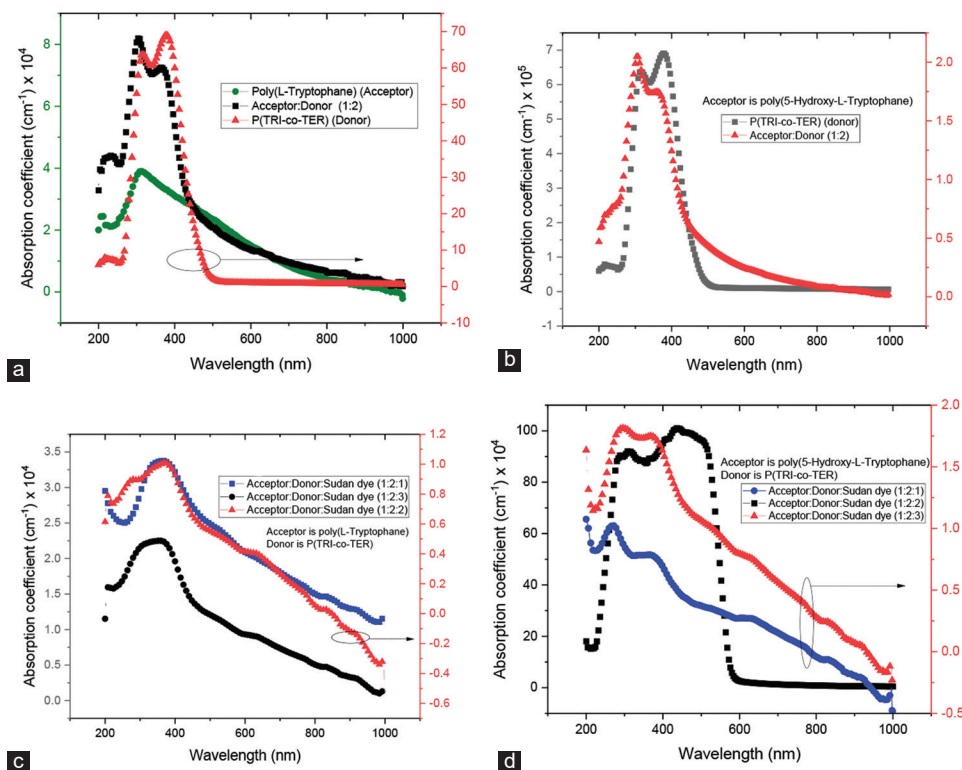 Absorption coefficient (cm⁻¹) x 10⁴
8
6
4
2
0
70
60
50
40
30
20
10
0
-10
Poly(L-Tryptophane) (Acceptor)
Acceptor:Donor (1:2)
P(TRI-co-TER) (Donor)
200
400
600
800
1000
Wavelength (nm)
a
Absorption coefficient (cm⁻¹) x 10⁵
7
6
5
4
3
2
1
0
-1
2.0
1.5
1.0
0.5
0.0
Acceptor is poly(5-Hydroxy-L-Tryptophane)
P(TRI-co-TER) (donor)
Acceptor:Donor (1:2)
200
400
600
800
1000
Wavelength (nm)
b
Absorption coefficient (cm⁻¹) x 10⁴
3.5
3.0
2.5
2.0
1.5
1.0
0.5
0.0
1.2
1.0
0.8
0.6
0.4
0.2
0.0
-0.2
-0.4
-0.6
Acceptor:Donor:Sudan dye (1:2:1)
Acceptor:Donor:Sudan dye (1:2:3)
Acceptor:Donor:Sudan dye (1:2:2)
Acceptor is poly(L-Tryptophane)
Donor is P(TRI-co-TER)
200
400
600
800
1000
Wavelength (nm)
c
Absorption coefficient (cm⁻¹) x 10⁴
100
80
60
40
20
0
2.0
1.5
1.0
0.5
0.0
-0.5
Acceptor is poly(5-Hydroxy-L-Tryptophane)
Donor is P(TRI-co-TER)
Acceptor:Donor:Sudan dye (1:2:1)
Acceptor:Donor:Sudan dye (1:2:2)
Acceptor:Donor:Sudan dye (1:2:3)
200
400
600
800
1000
Wavelength (nm)
d